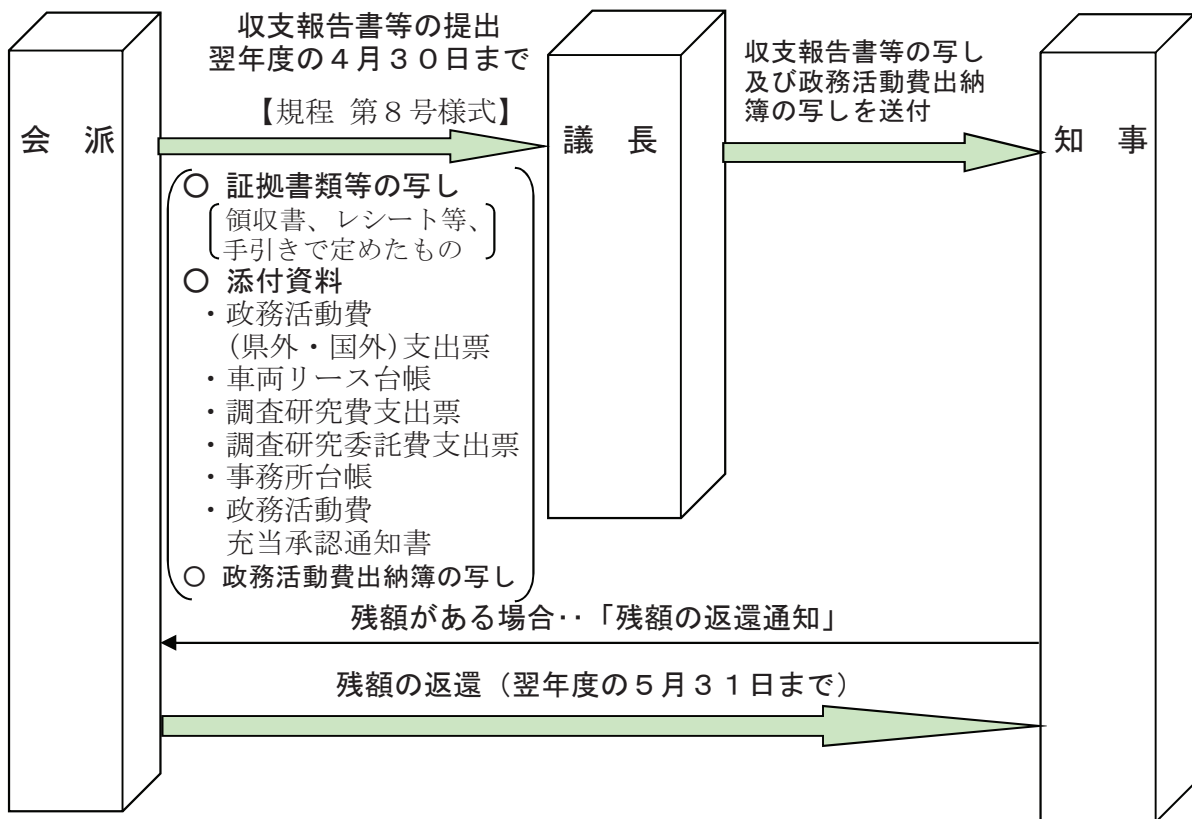 収支報告書等の提出
翌年度の４月３０日まで
【規程 第８号様式】
収支報告書等の写し
及び政務活動費出納
簿の写しを送付
会　派
議　長
知　事
○ 証拠書類等の写し
領収書、レシート等、
手引きで定めたもの
○ 添付資料
・政務活動費
(県外・国外)支出票
・車両リース台帳
・調査研究費支出票
・調査研究委託費支出票
・事務所台帳
・政務活動費
充当承認通知書
○ 政務活動費出納簿の写し
残額がある場合‥「残額の返還通知」
残額の返還（翌年度の５月３１日まで）